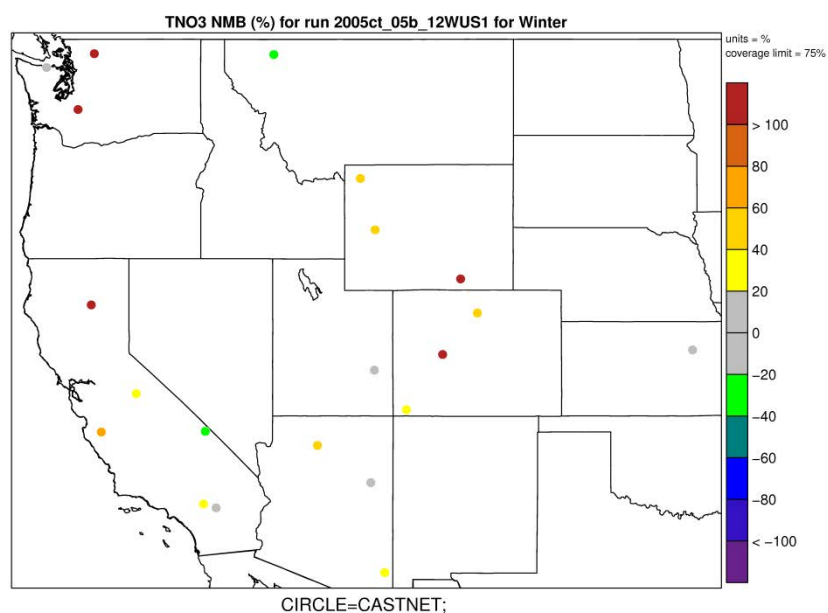 TNO3 NMB (%) for run 2005ct_05b_12WUS1 for Winter
units = %
coverage limit = 75%
> 100
80
60
40
20
0
−20
−40
−60
−80
< −100
CIRCLE=CASTNET;